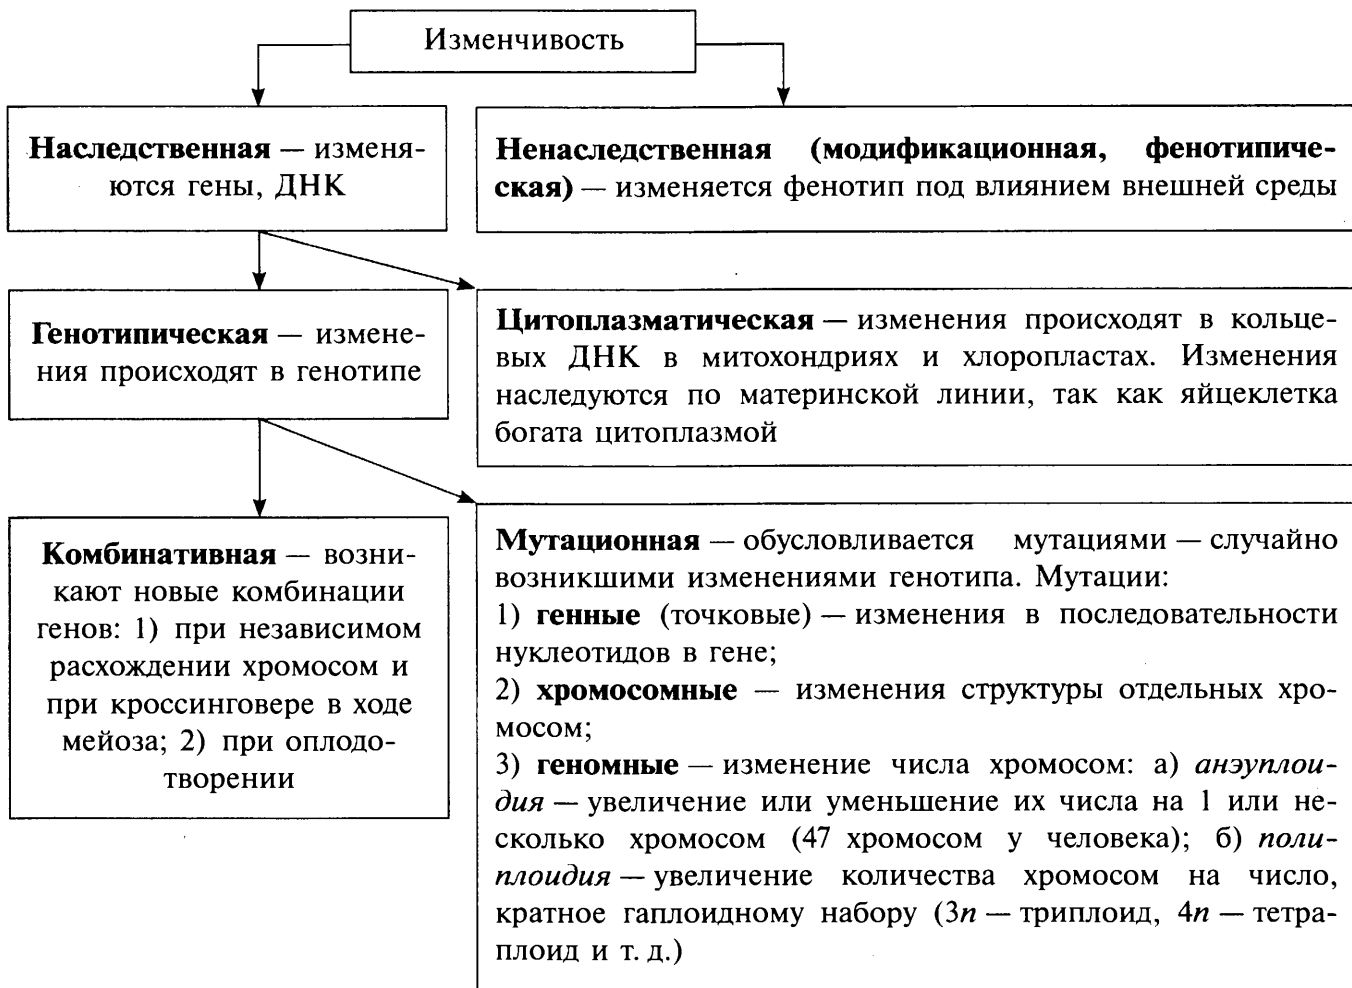 Изменчивость
Наследственная — изменя-
ются гены, ДНК
Ненаследственная (модификационная, фенотипиче-
ская) — изменяется фенотип под влиянием внешней среды
Генотипическая — измене-
ния происходят в генотипе
Цитоплазматическая — изменения происходят в кольце-
вых ДНК в митохондриях и хлоропластах. Изменения
наследуются по материнской линии, так как яйцеклетка
богата цитоплазмой
Комбинативная — возни-
кают новые комбинации
генов: 1) при независимом
расхождении хромосом и
при кроссинговере в ходе
мейоза; 2) при оплодо-
творении
Мутационная — обусловливается мутациями — случайно
возникшими изменениями генотипа. Мутации:
1) генные (точковые) — изменения в последовательности
нуклеотидов в гене;
2) хромосомные — изменения структуры отдельных хро-
мосом;
3) геномные — изменение числа хромосом: а) анэуплои-
дия — увеличение или уменьшение их числа на 1 или не-
сколько хромосом (47 хромосом у человека); б) поли-
плоидия — увеличение количества хромосом на число,
кратное гаплоидному набору (3n — триплоид, 4n — тетра-
плоид и т. д.)